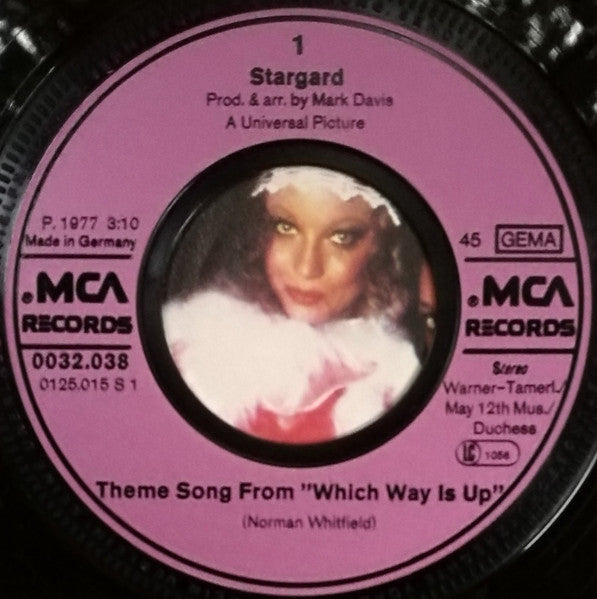 1
Stargard
Prod. & arr. by Mark Davis
A Universal Picture
P. 1977 3:10
Made in Germany
MCA
RECORDS
0032.038
0125.015 S 1
45 GEMA
MCA
RECORDS
Stereo
Warner-Tamerl./
May 12th Mus./
Duchess
LC 1056
Theme Song From "Which Way Is Up"
(Norman Whitfield)